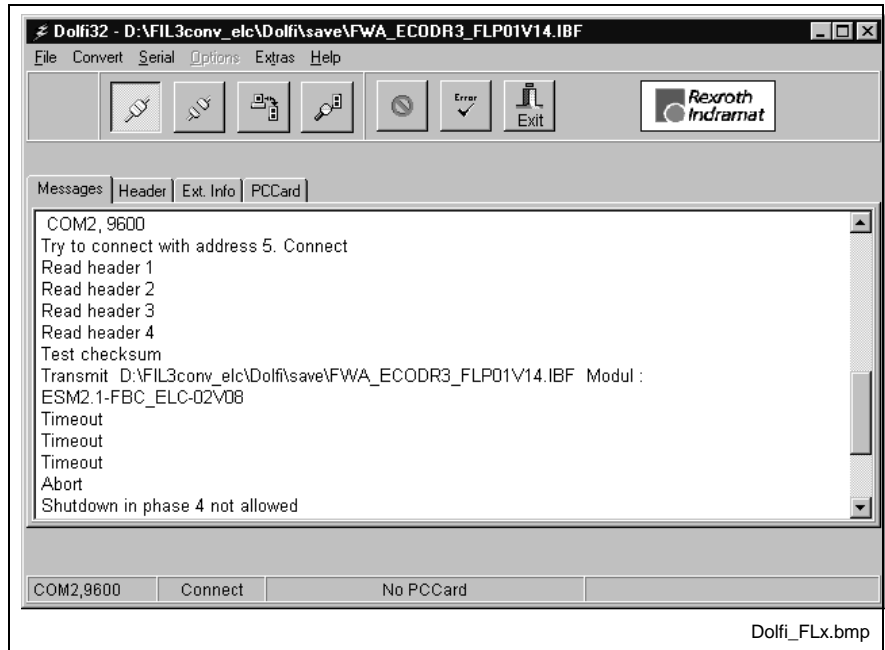 Dolfi32 - D:\FIL3conv_elc\Dolfi\save\FWA_ECODR3_FLP01V14.IBF
File Convert Serial Options Extras Help
Error
Exit
Rexroth
Indramat
Messages Header Ext. Info PCCard
COM2, 9600
Try to connect with address 5. Connect
Read header 1
Read header 2
Read header 3
Read header 4
Test checksum
Transmit D:\FIL3conv_elc\Dolfi\save\FWA_ECODR3_FLP01V14.IBF Modul :
ESM2.1-FBC_ELC-02V08
Timeout
Timeout
Timeout
Abort
Shutdown in phase 4 not allowed
COM2,9600 Connect No PCCard
Dolfi_FLx.bmp